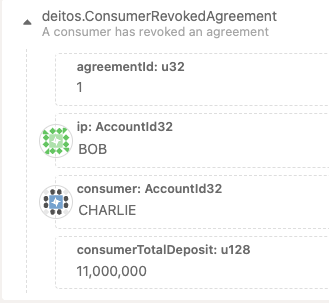 deitos.ConsumerRevokedAgreement
A consumer has revoked an agreement
agreementId: u32
1
ip: AccountId32
BOB
consumer: AccountId32
CHARLIE
consumerTotalDeposit: u128
11,000,000